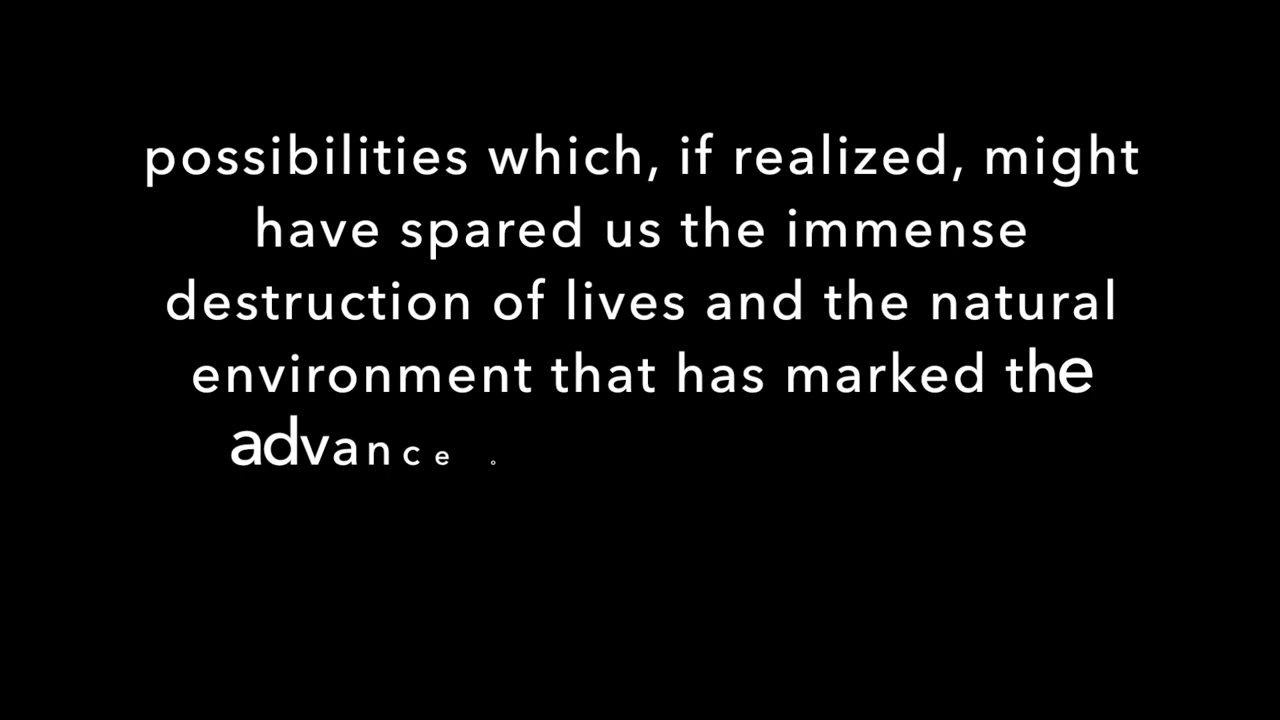 possibilities which, if realized, might
have spared us the immense
destruction of lives and the natural
environment that has marked the
advance o